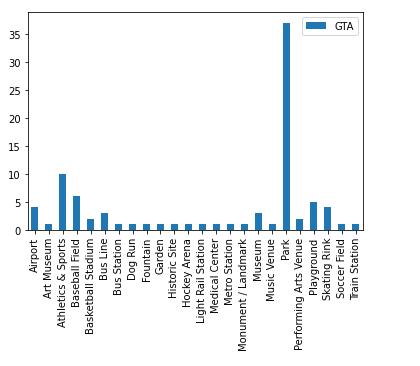 GTA
35
30
25
20
15
10
5
0
Airport
Art Museum
Athletics & Sports
Baseball Field
Basketball Stadium
Bus Line
Bus Station
Dog Run
Fountain
Garden
Historic Site
Hockey Arena
Light Rail Station
Medical Center
Metro Station
Monument / Landmark
Museum
Music Venue
Park
Performing Arts Venue
Playground
Skating Rink
Soccer Field
Train Station